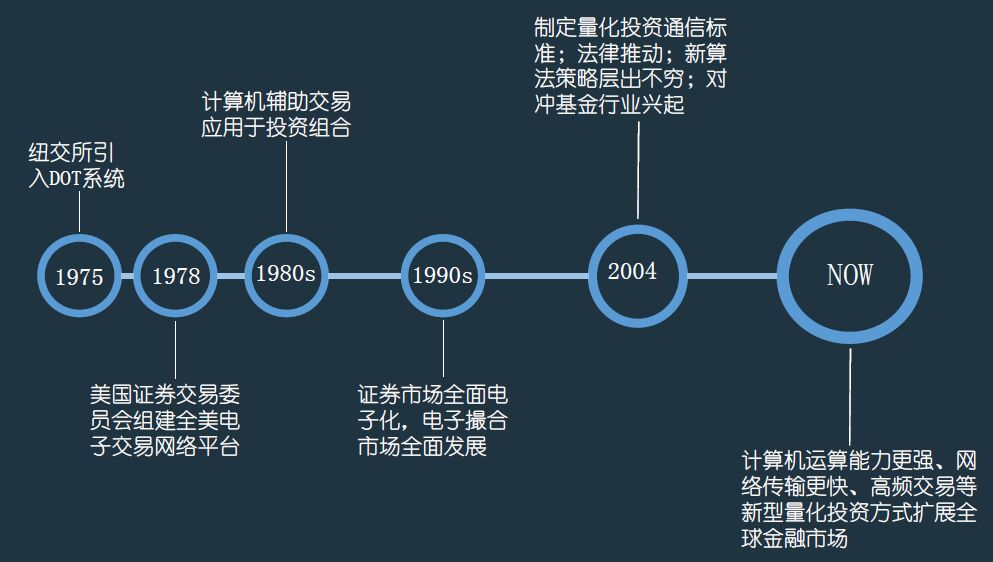 纽交所引
入DOT系统
1975
1978
美国证券交易委
员会组建全美电
子交易网络平台
计算机辅助交易
应用于投资组合
1980s
1990s
证券市场全面电
子化，电子撮合
市场全面发展
制定量化投资通信标
准；法律推动；新算
法策略层出不穷；对
冲基金行业兴起
2004
NOW
计算机运算能力更强、网
络传输更快、高频交易等
新型量化投资方式扩展全
球金融市场